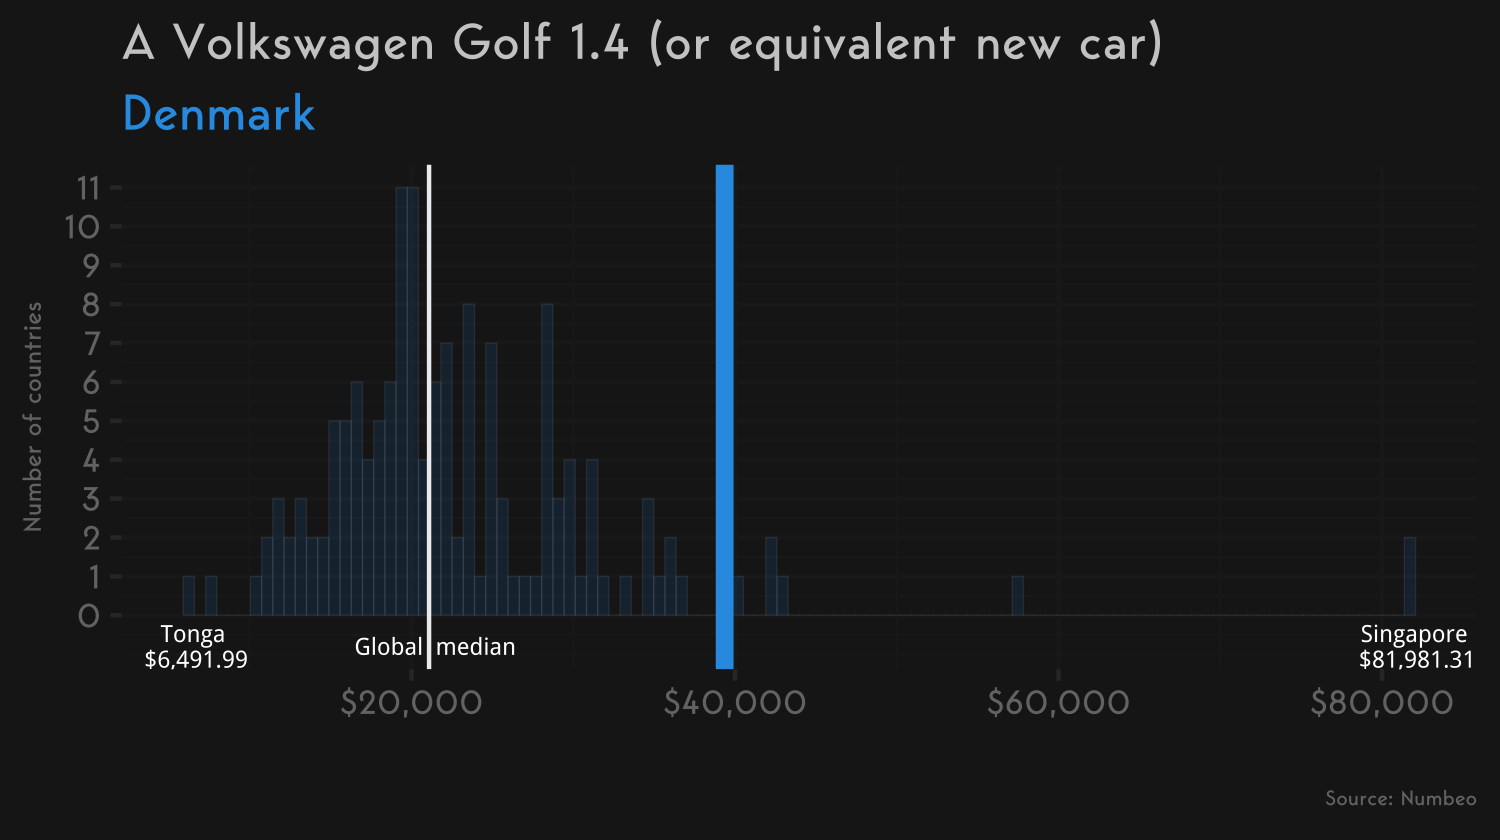 A Volkswagen Golf 1.4 (or equivalent new car)
Denmark
Number of countries
11
10
9
8
7
6
5
4
3
2
1
0
Tonga
$6,491.99
Global median
Singapore
$81,981.31
$20,000 $40,000 $60,000 $80,000
Source: Numbeo